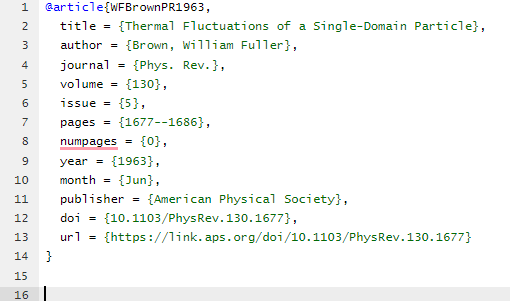 1 @article{WFBrownPR1963,
2 title = {Thermal Fluctuations of a Single-Domain Particle},
3 author = {Brown, William Fuller},
4 journal = {Phys. Rev.},
5 volume = {130},
6 issue = {5},
7 pages = {1677--1686},
8 numpages = {0},
9 year = {1963},
10 month = {Jun},
11 publisher = {American Physical Society},
12 doi = {10.1103/PhysRev.130.1677},
13 url = {https://link.aps.org/doi/10.1103/PhysRev.130.1677}
14 }
15
16